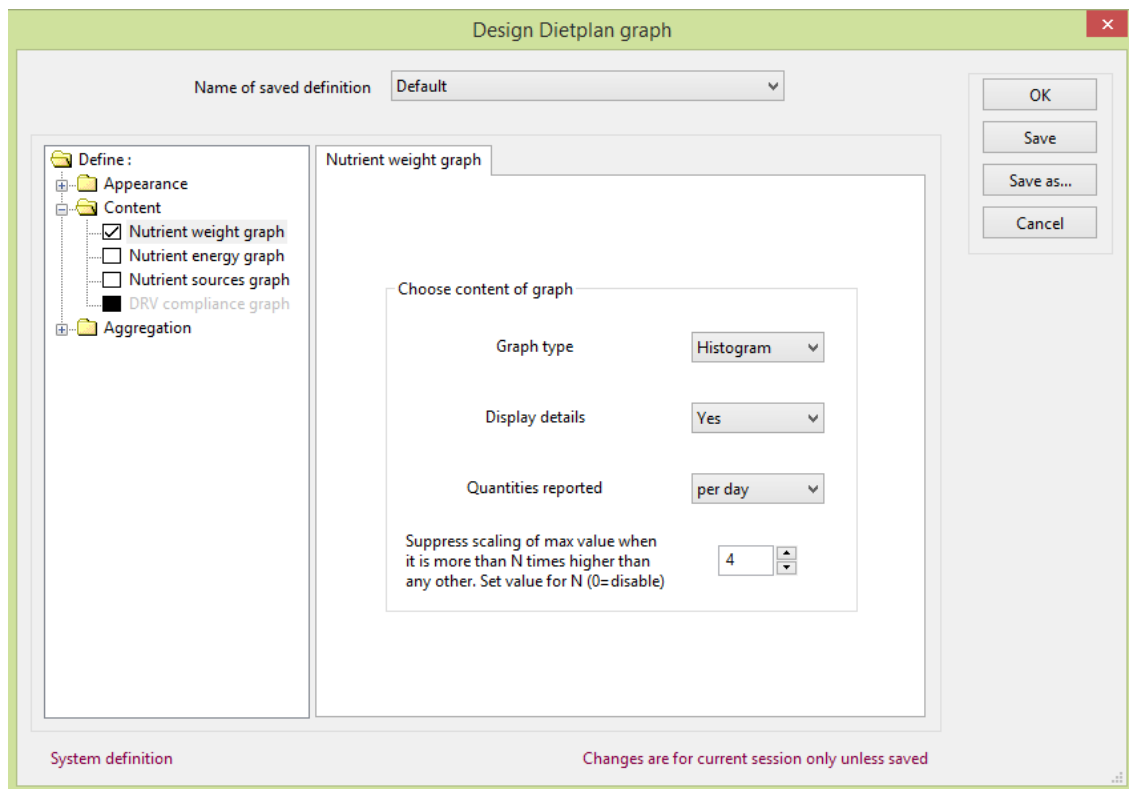 Design Dietplan graph
Name of saved definition
Default
OK
Save
Save as...
Cancel
Define :
Appearance
Content
Nutrient weight graph
Nutrient energy graph
Nutrient sources graph
DRV compliance graph
Aggregation
Nutrient weight graph
Choose content of graph
Graph type
Histogram
Display details
Yes
Quantities reported
per day
Suppress scaling of max value when
it is more than N times higher than
any other. Set value for N (0=disable)
4
System definition
Changes are for current session only unless saved